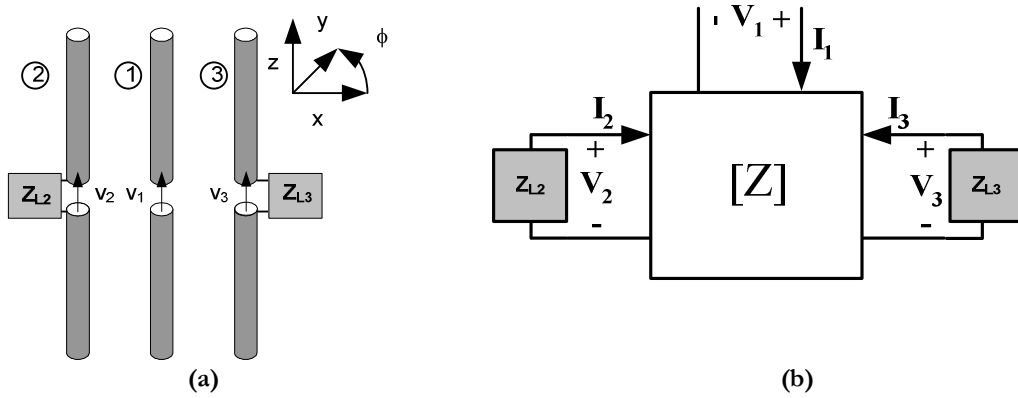 y
z
x
ϕ
② ① ③
Z_L2 v_2 v_1 v_3 Z_L3
(a)
- V_1 +
I_1
I_2
I_3
+
V_2
-
Z_L2
[Z]
+
V_3
-
Z_L3
(b)